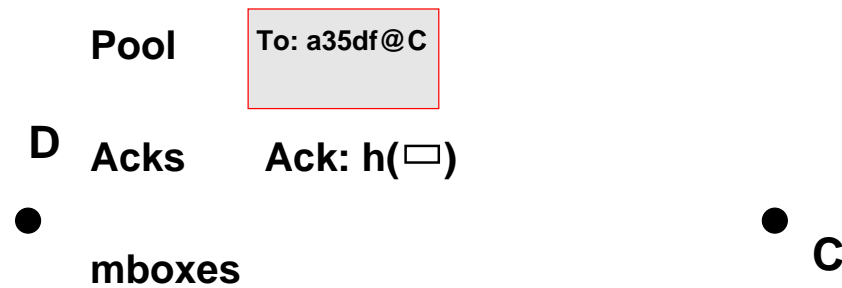 Pool
To: a35df@C
D
Acks
Ack: h(▭)
mboxes
C